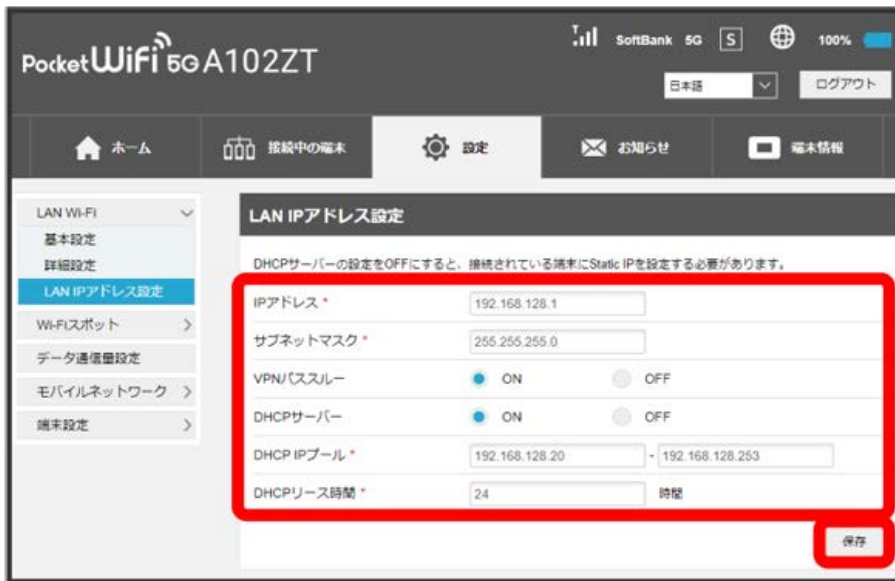 SoftBank 5G S 100%
Pocket WiFi 5G A102ZT
日本語 ログアウト
ホーム 接続中の端末 設定 お知らせ 端末情報
LAN Wi-Fi
基本設定
詳細設定
LAN IPアドレス設定
Wi-Fiスポット
データ通信量設定
モバイルネットワーク
端末設定
LAN IPアドレス設定
DHCPサーバーの設定をOFFにすると、接続されている端末にStatic IPを設定する必要があります。
IPアドレス * 192.168.128.1
サブネットマスク * 255.255.255.0
VPNパススルー ON OFF
DHCPサーバー ON OFF
DHCP IPプール * 192.168.128.20 - 192.168.128.253
DHCPリース時間 * 24 時間
保存